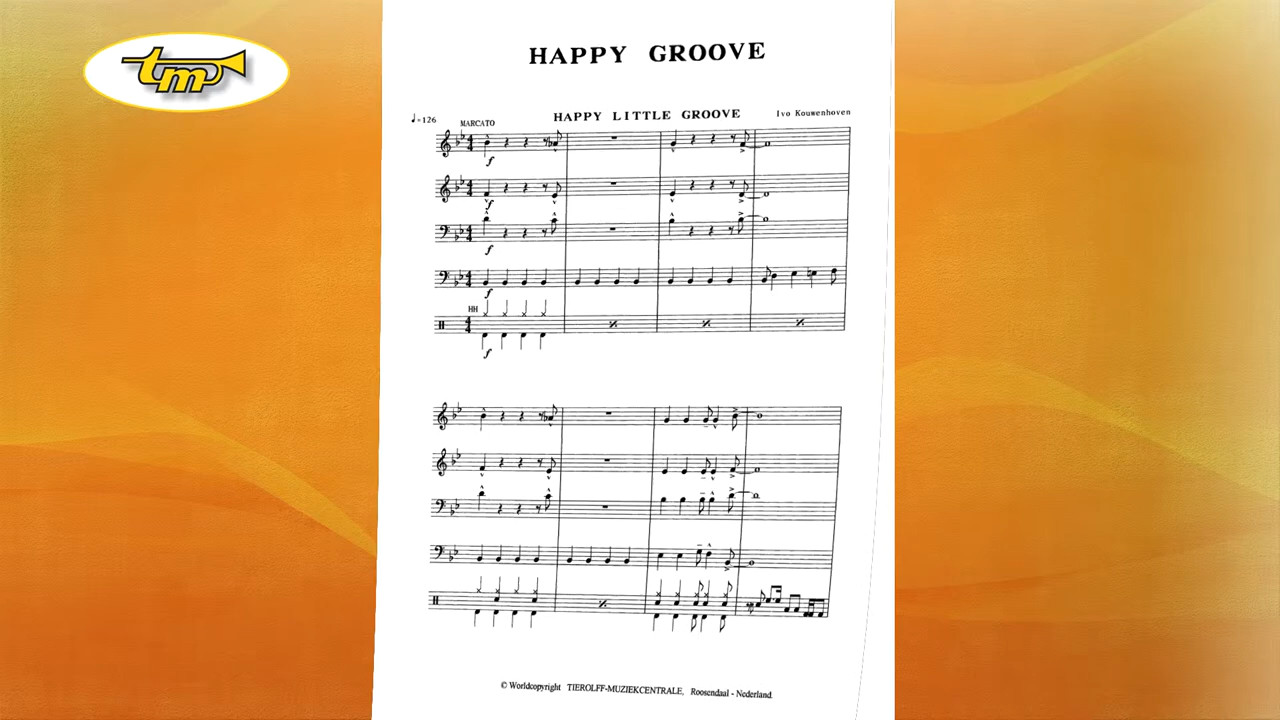 tm
HAPPY GROOVE
HAPPY LITTLE GROOVE
♩=126
MARCATO
Ivo Kouwenhoven
f
f
f
f
HH
f
© Worldcopyright TIEROLFF-MUZIEKCENTRALE, Roosendaal - Nederland.